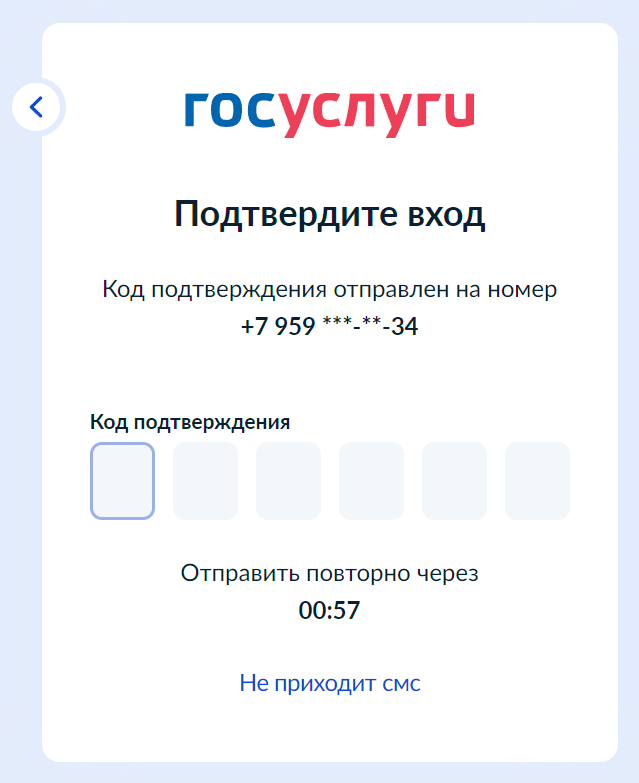 госуслуги
Подтвердите вход
Код подтверждения отправлен на номер
+7 959 ***-**-34
Код подтверждения
Отправить повторно через
00:57
Не приходит смс